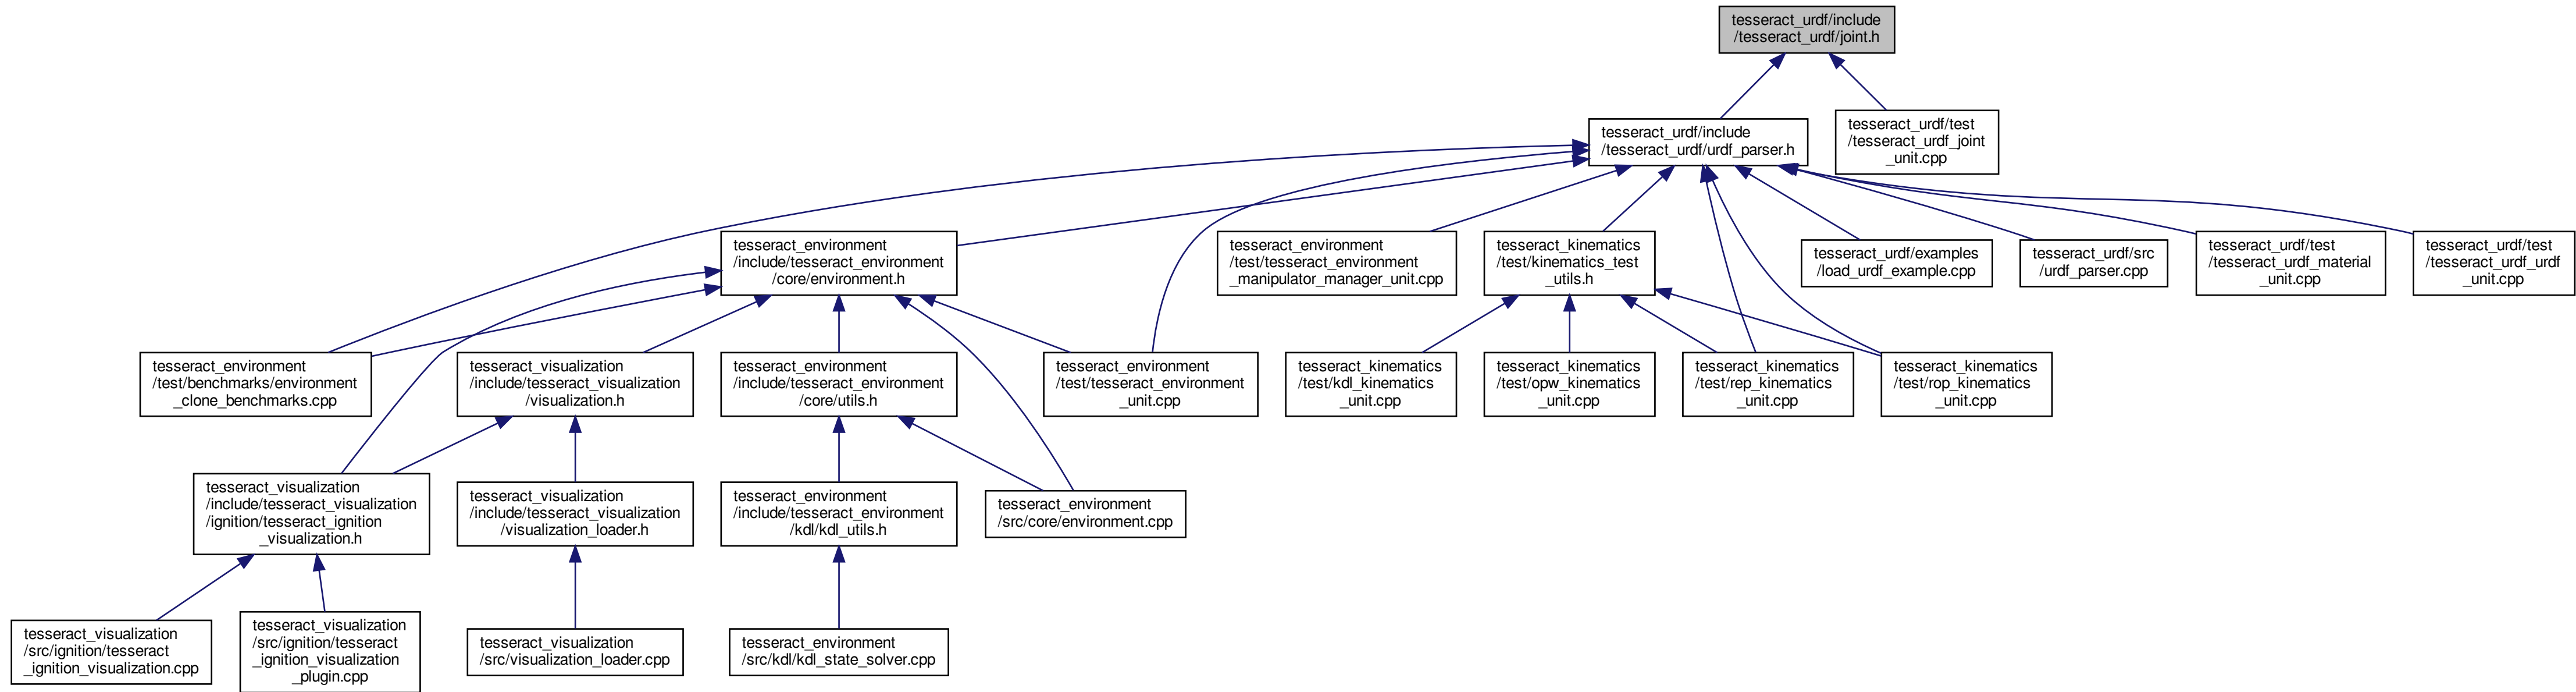 tesseract_urdf/include
/tesseract_urdf/joint.h
tesseract_urdf/include
/tesseract_urdf/urdf_parser.h
tesseract_urdf/test
/tesseract_urdf_joint
_unit.cpp
tesseract_environment
/include/tesseract_environment
/core/environment.h
tesseract_environment
/test/tesseract_environment
_manipulator_manager_unit.cpp
tesseract_kinematics
/test/kinematics_test
_utils.h
tesseract_urdf/examples
/load_urdf_example.cpp
tesseract_urdf/src
/urdf_parser.cpp
tesseract_urdf/test
/tesseract_urdf_material
_unit.cpp
tesseract_urdf/test
/tesseract_urdf_urdf
_unit.cpp
tesseract_environment
/test/benchmarks/environment
_clone_benchmarks.cpp
tesseract_visualization
/include/tesseract_visualization
/visualization.h
tesseract_environment
/include/tesseract_environment
/core/utils.h
tesseract_environment
/test/tesseract_environment
_unit.cpp
tesseract_kinematics
/test/kdl_kinematics
_unit.cpp
tesseract_kinematics
/test/opw_kinematics
_unit.cpp
tesseract_kinematics
/test/rep_kinematics
_unit.cpp
tesseract_kinematics
/test/rop_kinematics
_unit.cpp
tesseract_visualization
/include/tesseract_visualization
/ignition/tesseract_ignition
_visualization.h
tesseract_visualization
/include/tesseract_visualization
/visualization_loader.h
tesseract_environment
/include/tesseract_environment
/kdl/kdl_utils.h
tesseract_environment
/src/core/environment.cpp
tesseract_visualization
/src/ignition/tesseract
_ignition_visualization.cpp
tesseract_visualization
/src/ignition/tesseract
_ignition_visualization
_plugin.cpp
tesseract_visualization
/src/visualization_loader.cpp
tesseract_environment
/src/kdl/kdl_state_solver.cpp